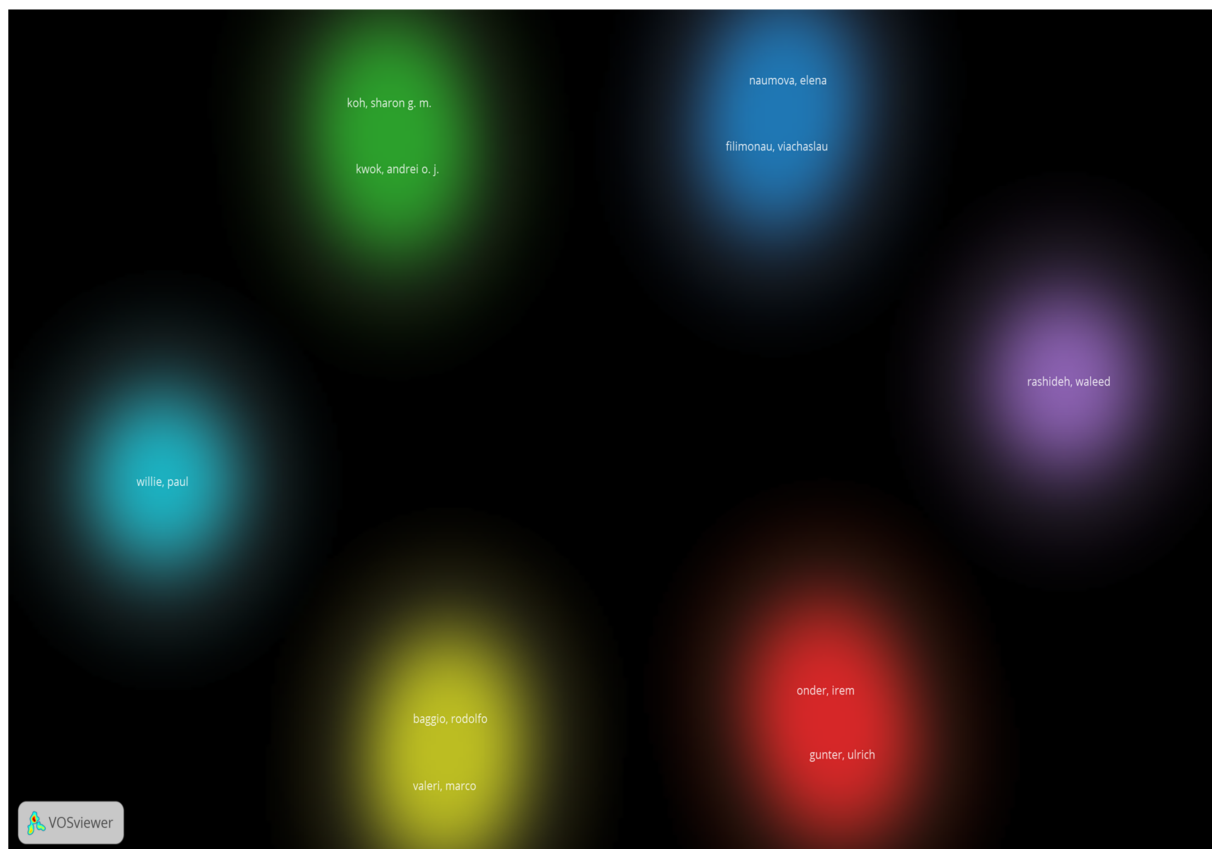 naumova, elena
koh, sharon g. m.
filimonau, viachaslau
kwok, andrei o. j.
rashideh, waleed
willie, paul
onder, irem
baggio, rodolfo
gunter, ulrich
valeri, marco
VOSviewer